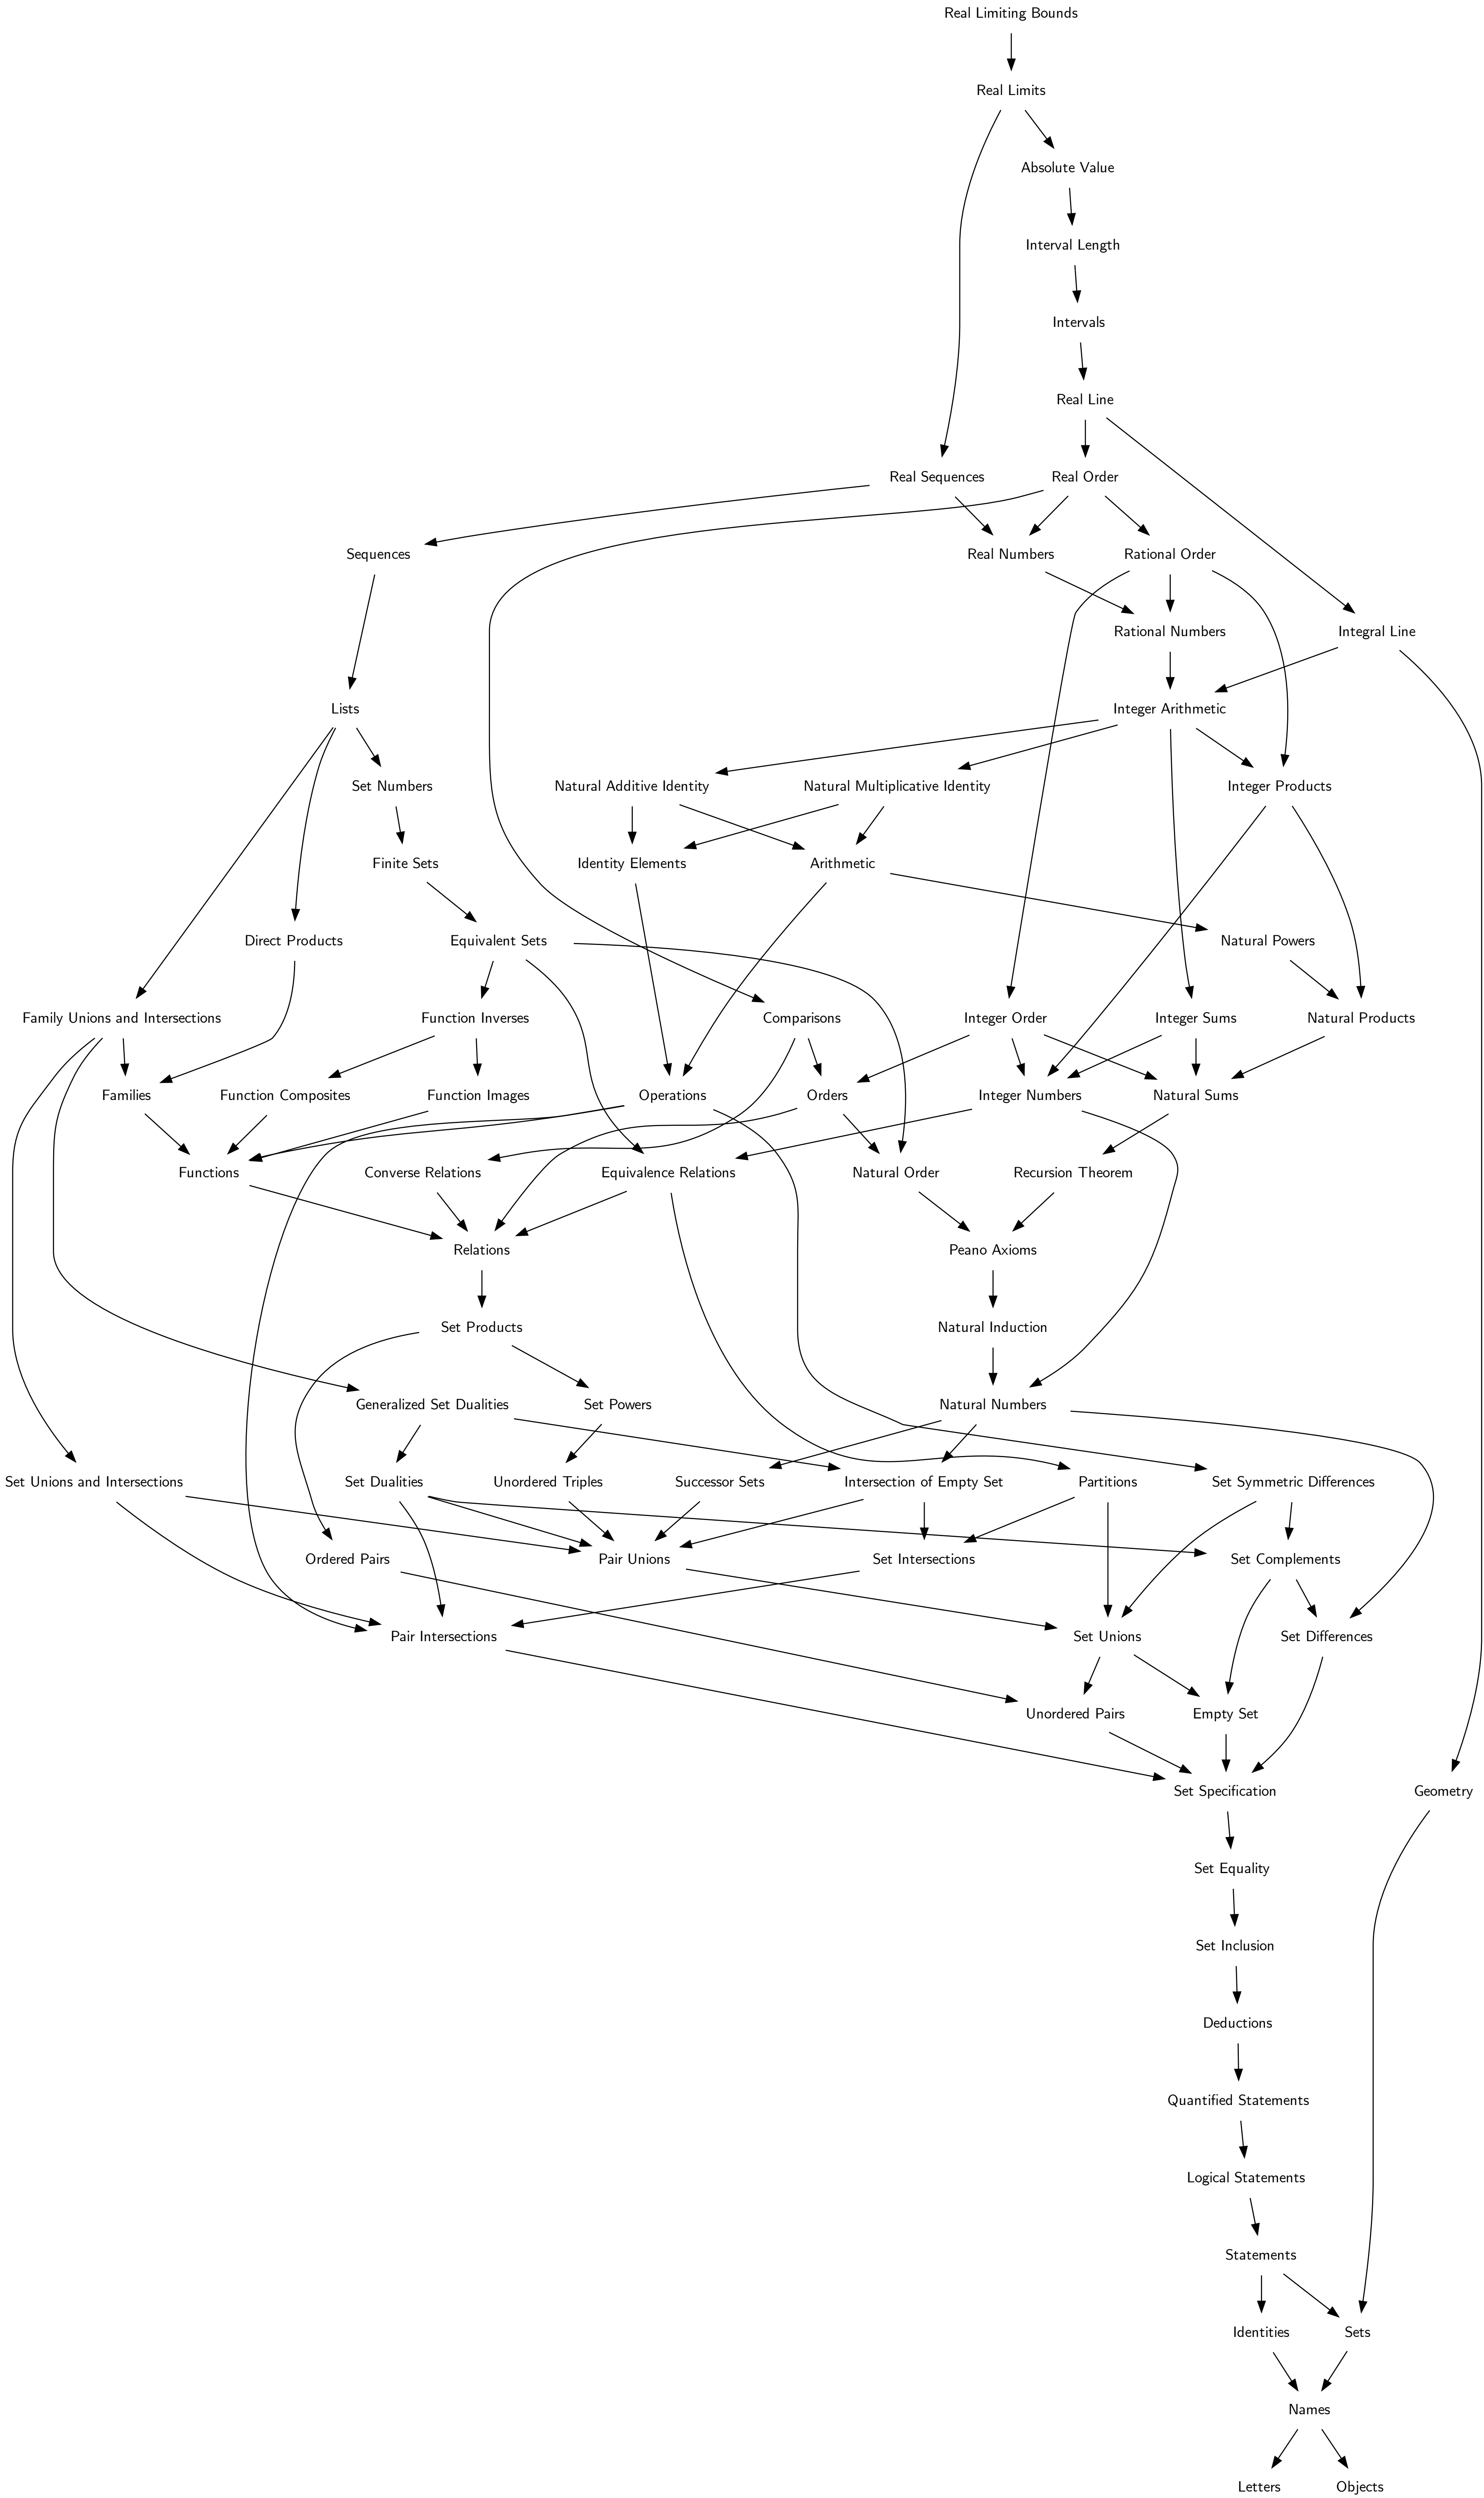 Real Limiting Bounds
Real Limits
Absolute Value
Interval Length
Intervals
Real Line
Real Sequences
Real Order
Sequences
Real Numbers
Rational Order
Rational Numbers
Integral Line
Lists
Integer Arithmetic
Set Numbers
Natural Additive Identity
Natural Multiplicative Identity
Integer Products
Finite Sets
Identity Elements
Arithmetic
Direct Products
Equivalent Sets
Natural Powers
Family Unions and Intersections
Function Inverses
Comparisons
Integer Order
Integer Sums
Natural Products
Families
Function Composites
Function Images
Operations
Orders
Integer Numbers
Natural Sums
Functions
Converse Relations
Equivalence Relations
Natural Order
Recursion Theorem
Relations
Peano Axioms
Set Products
Natural Induction
Generalized Set Dualities
Set Powers
Natural Numbers
Set Unions and Intersections
Set Dualities
Unordered Triples
Successor Sets
Intersection of Empty Set
Partitions
Set Symmetric Differences
Ordered Pairs
Pair Unions
Set Intersections
Set Complements
Pair Intersections
Set Unions
Set Differences
Unordered Pairs
Empty Set
Set Specification
Geometry
Set Equality
Set Inclusion
Deductions
Quantified Statements
Logical Statements
Statements
Identities
Sets
Names
Letters
Objects